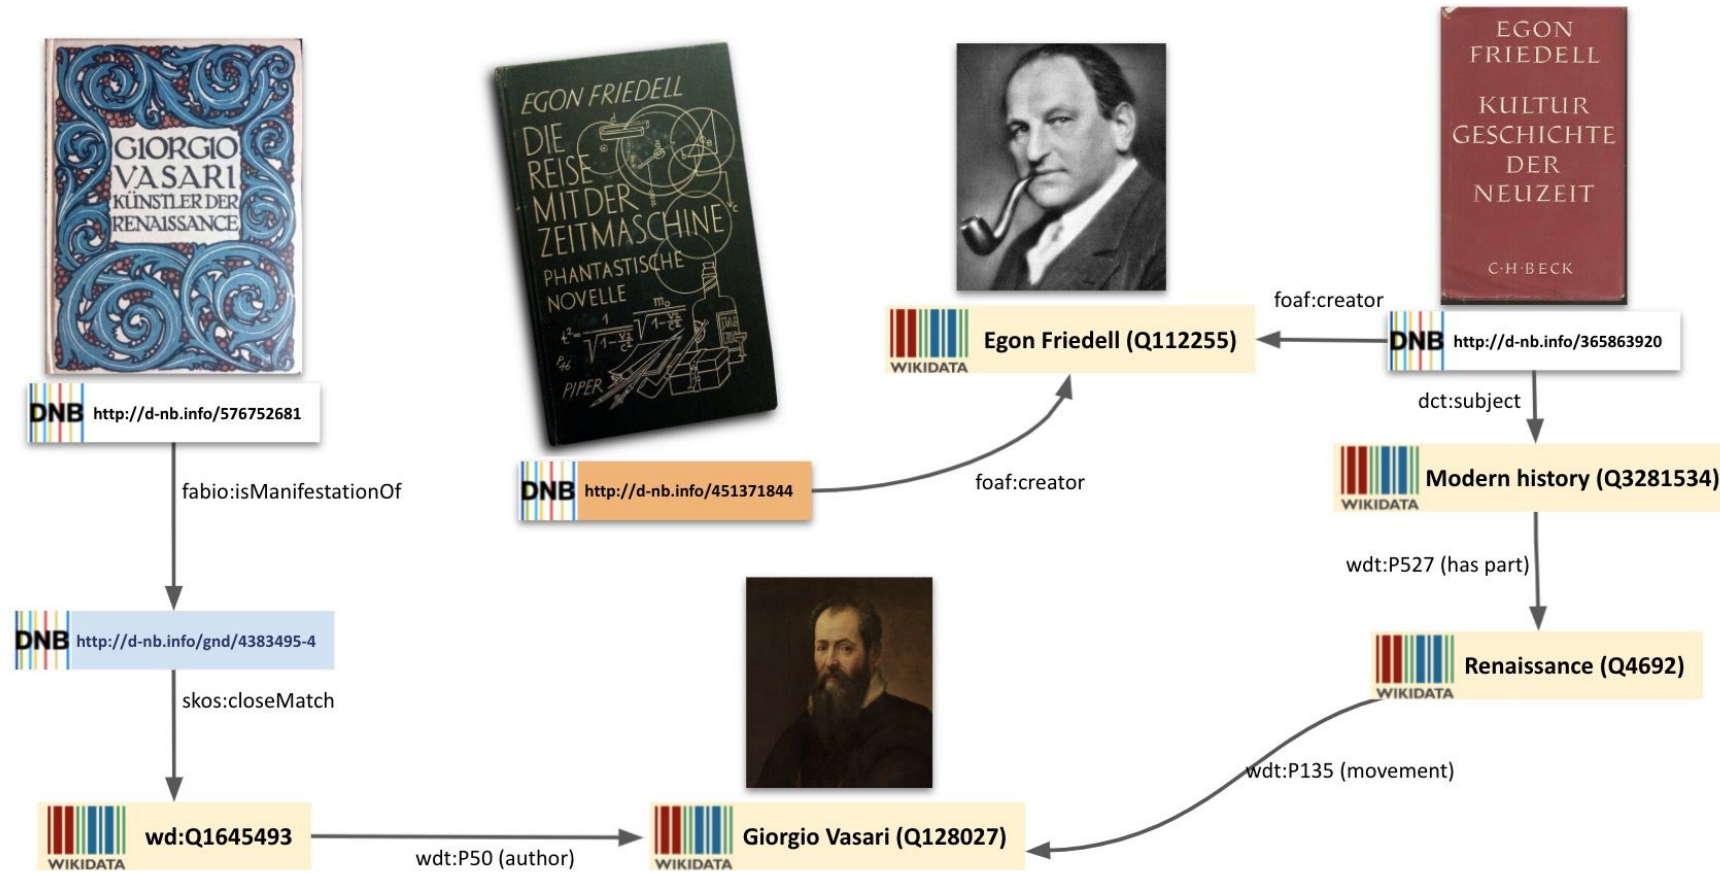 GIORGIO
VASARI
KÜNSTLER DER
RENAISSANCE
DNB http://d-nb.info/576752681
fabio:isManifestationOf
DNB http://d-nb.info/gnd/4383495-4
skos:closeMatch
WIKIDATA wd:Q1645493
wdt:P50 (author)
EGON FRIEDELL
DIE
REISE
MIT DER
ZEITMASCHINE
PHANTASTISCHE
NOVELLE
PIPER
DNB http://d-nb.info/451371844
foaf:creator
WIKIDATA Egon Friedell (Q112255)
foaf:creator
EGON
FRIEDELL
KULTUR
GESCHICHTE
DER
NEUZEIT
C·H·BECK
DNB http://d-nb.info/365863920
dct:subject
WIKIDATA Modern history (Q3281534)
wdt:P527 (has part)
WIKIDATA Renaissance (Q4692)
wdt:P135 (movement)
WIKIDATA Giorgio Vasari (Q128027)